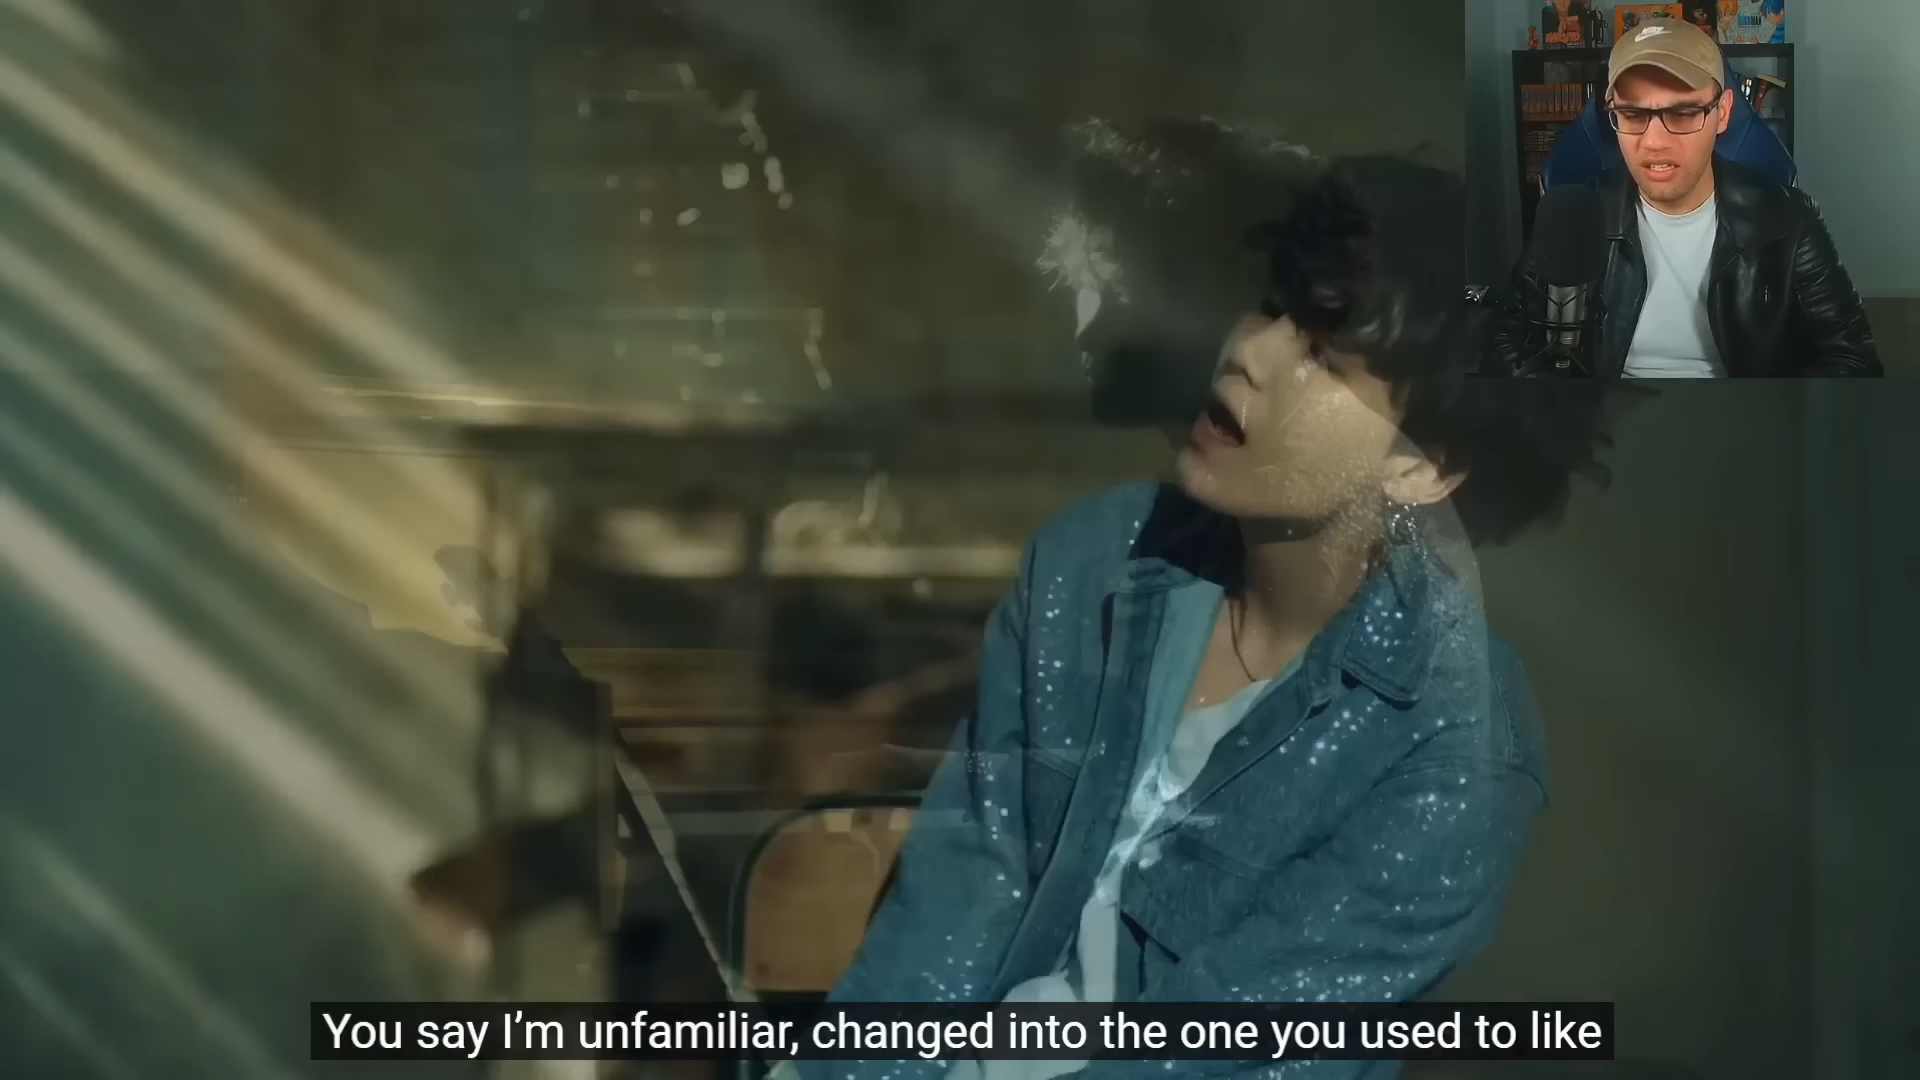 You say I’m unfamiliar, changed into the one you used to like